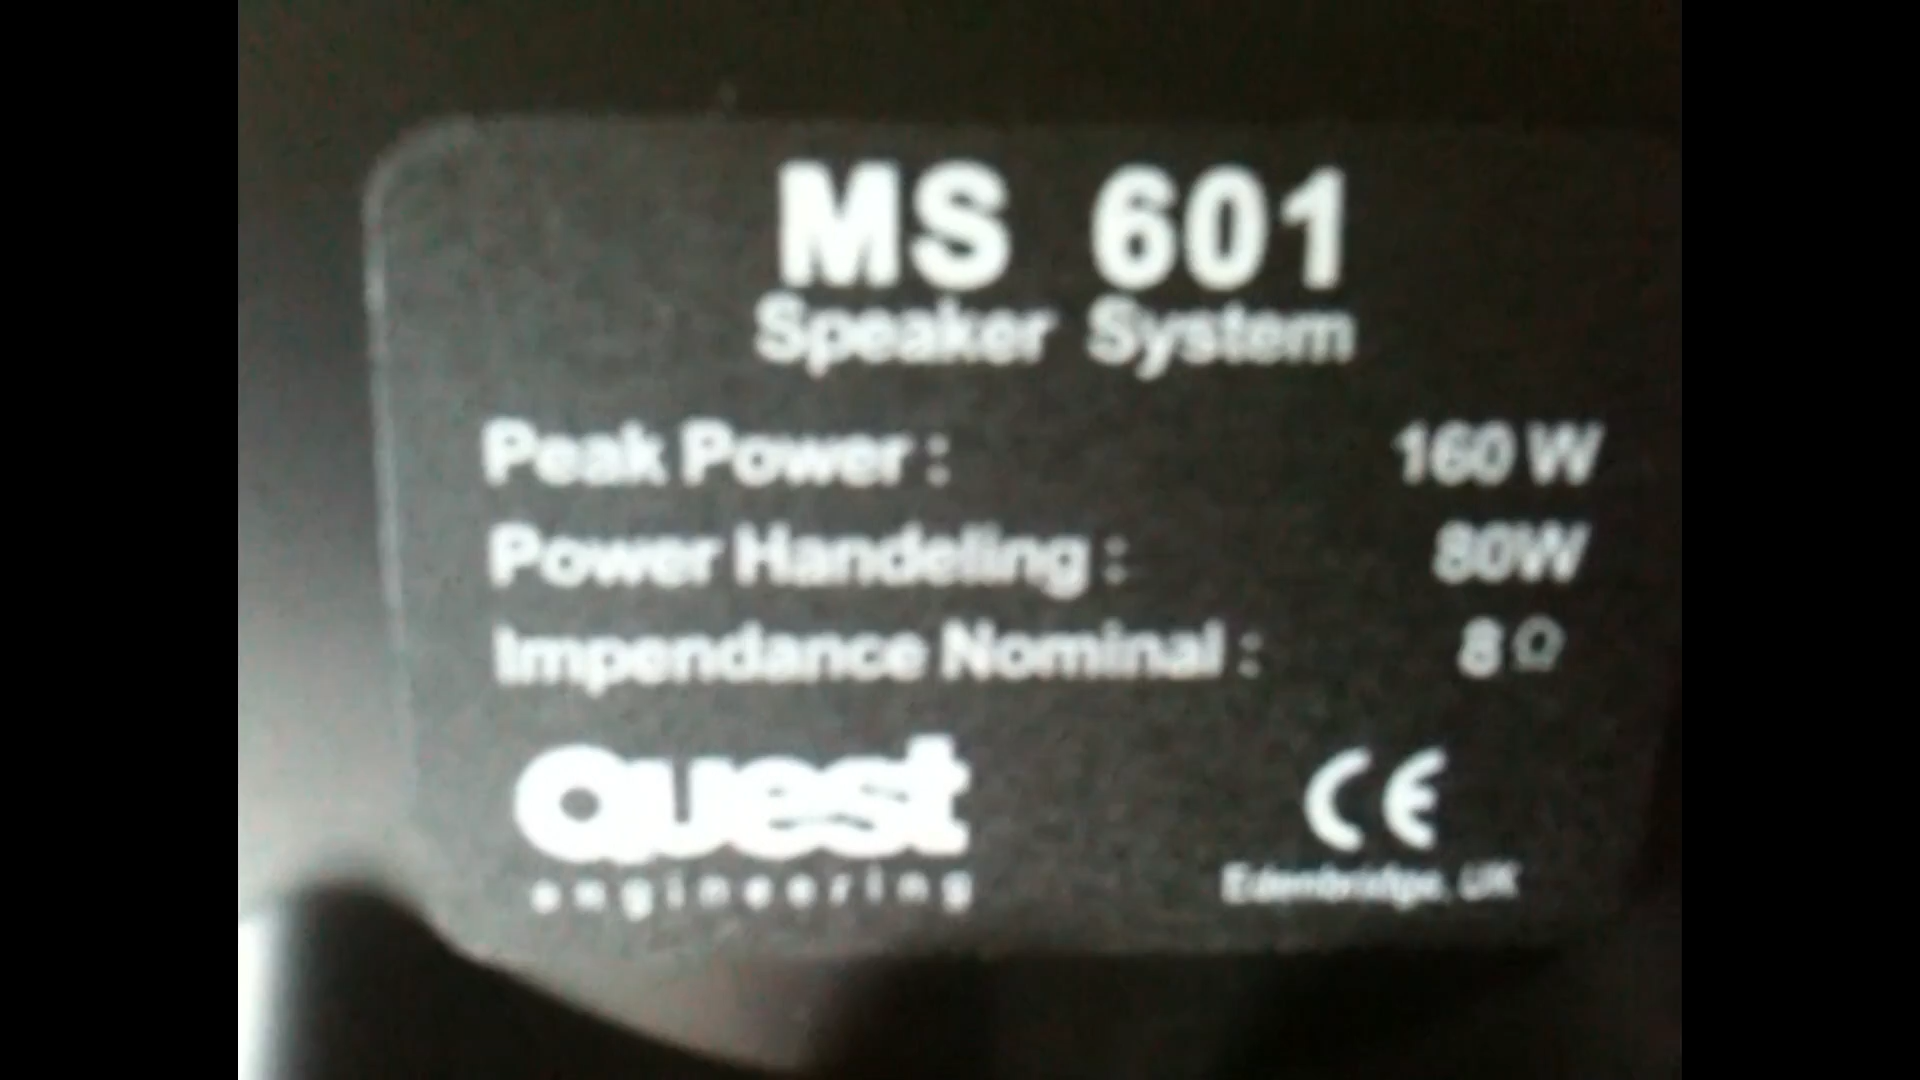 MS 601
Speaker System
Peak Power : 160 W
Power Handeling : 80W
Impendance Nominal : 8 Ω
Quest
engineering
CE
Edenbridge, UK